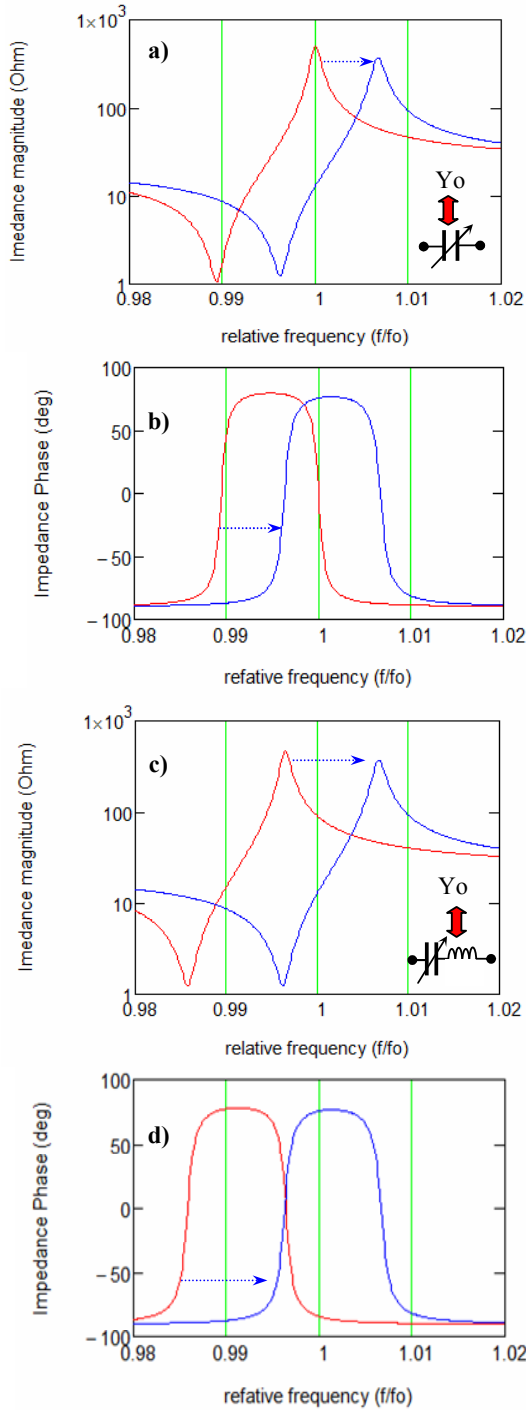 1×10³
a)
100
10
1
Imedance magnitude (Ohm)
Yo
0.98 0.99 1 1.01 1.02
relative frequency (f/fo)
100
b)
50
0
−50
−100
Impedance Phase (deg)
0.98 0.99 1 1.01 1.02
refative frequency (f/fo)
1×10³
c)
100
10
1
Imedance magnitude (Ohm)
Yo
0.98 0.99 1 1.01 1.02
relative frequency (f/fo)
100
d)
50
0
−50
−100
Impedance Phase (deg)
0.98 0.99 1 1.01 1.02
refative frequency (f/fo)